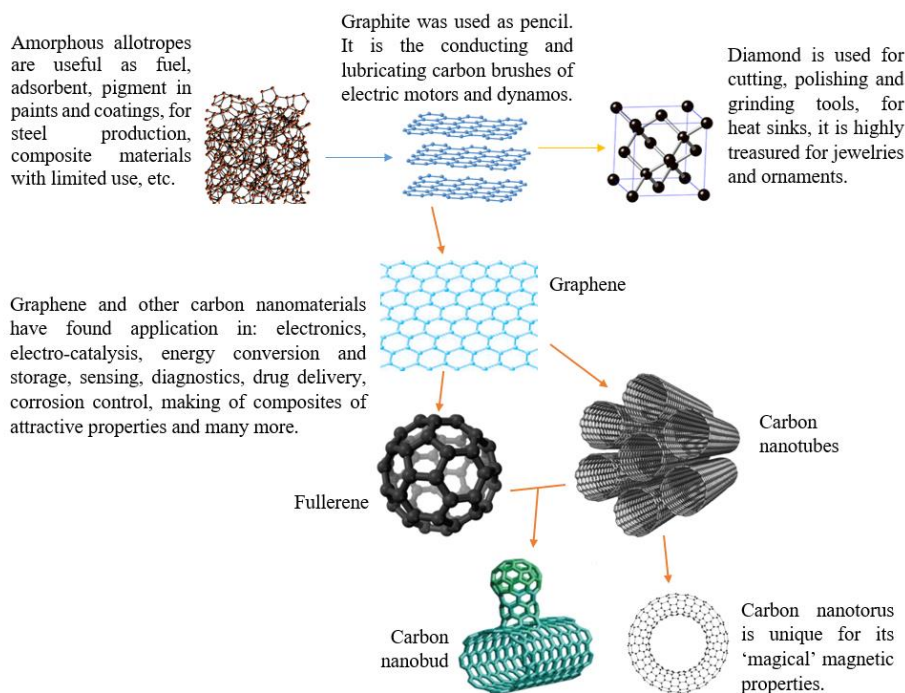 Amorphous allotropes
are useful as fuel,
adsorbent, pigment in
paints and coatings, for
steel production,
composite materials
with limited use, etc.
Graphite was used as pencil.
It is the conducting and
lubricating carbon brushes of
electric motors and dynamos.
Diamond is used for
cutting, polishing and
grinding tools, for
heat sinks, it is highly
treasured for jewelries
and ornaments.
Graphene
Graphene and other carbon nanomaterials
have found application in: electronics,
electro-catalysis, energy conversion and
storage, sensing, diagnostics, drug delivery,
corrosion control, making of composites of
attractive properties and many more.
Carbon
nanotubes
Fullerene
Carbon
nanobud
Carbon nanotorus
is unique for its
‘magical’ magnetic
properties.